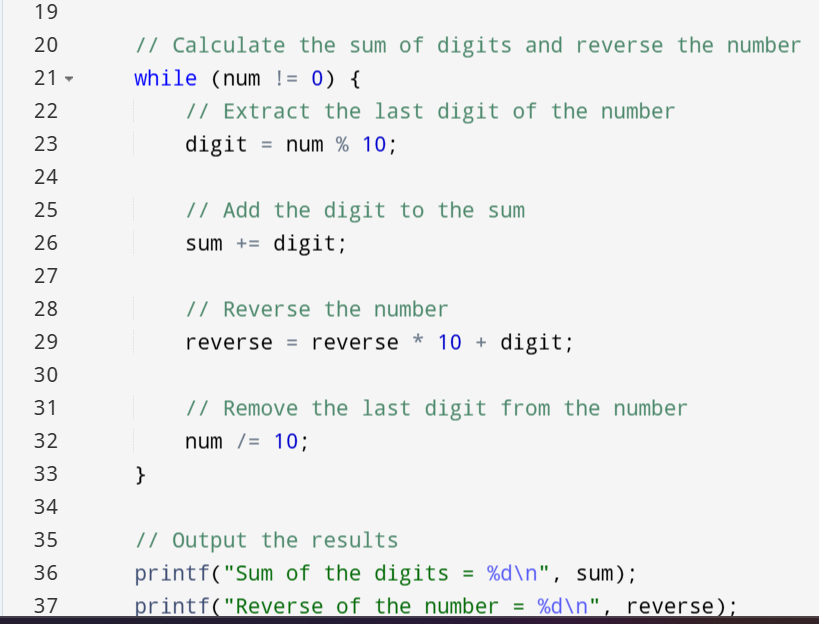 19
20 // Calculate the sum of digits and reverse the number
21 while (num != 0) {
22 // Extract the last digit of the number
23 digit = num % 10;
24
25 // Add the digit to the sum
26 sum += digit;
27
28 // Reverse the number
29 reverse = reverse * 10 + digit;
30
31 // Remove the last digit from the number
32 num /= 10;
33 }
34
35 // Output the results
36 printf("Sum of the digits = %d\n", sum);
37 printf("Reverse of the number = %d\n", reverse);